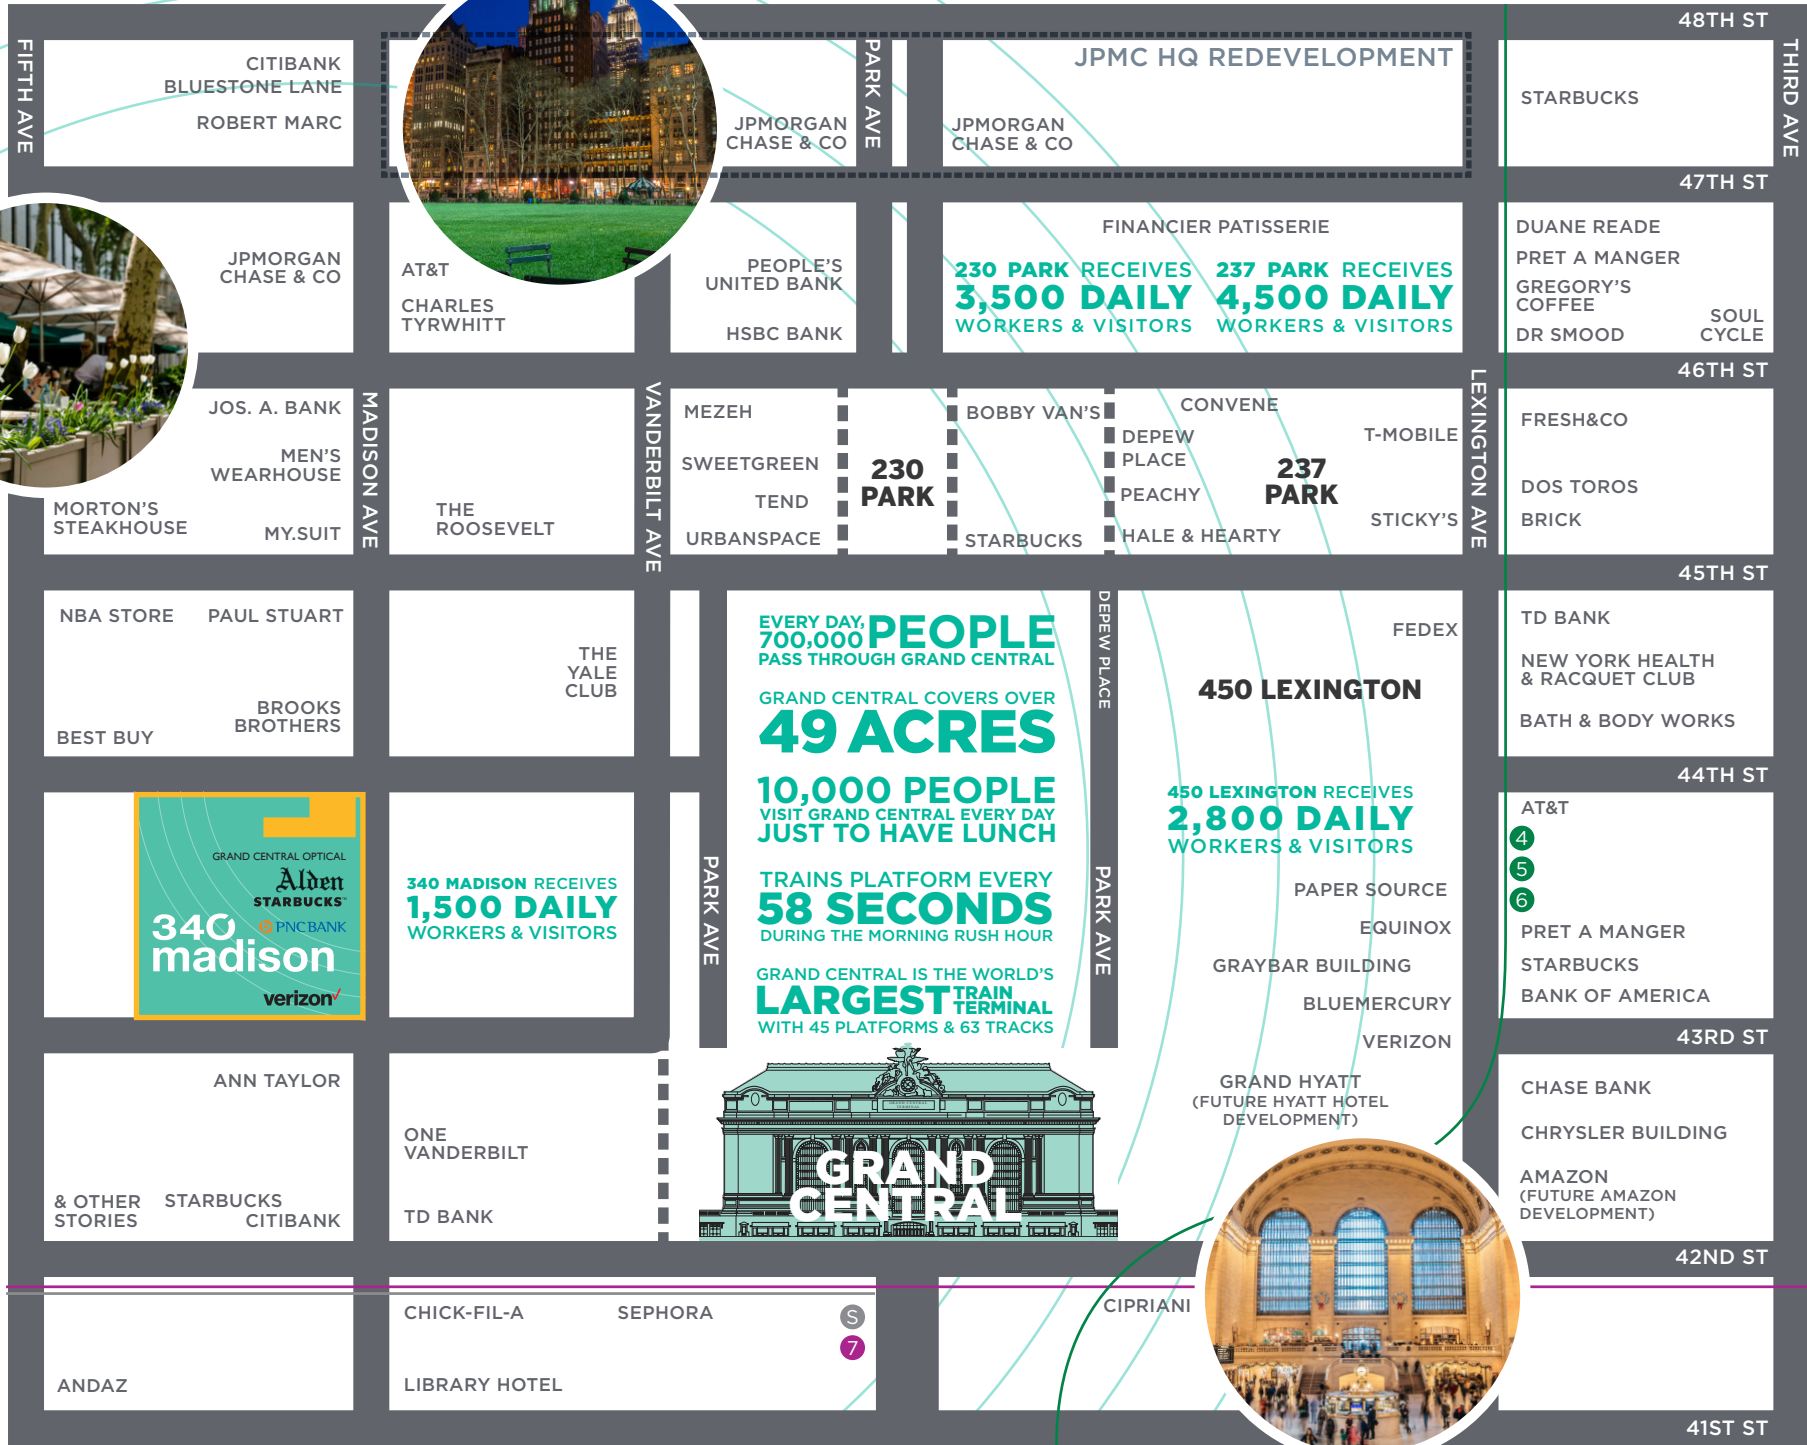 48TH ST
FIFTH AVE
CITIBANK
BLUESTONE LANE
ROBERT MARC
JPMORGAN
CHASE & CO
PARK AVE
JPMC HQ REDEVELOPMENT
JPMORGAN
CHASE & CO
STARBUCKS
THIRD AVE
47TH ST
JPMORGAN
CHASE & CO
AT&T
CHARLES
TYRWHITT
PEOPLE'S
UNITED BANK
HSBC BANK
FINANCIER PATISSERIE
230 PARK RECEIVES
3,500 DAILY
WORKERS & VISITORS
237 PARK RECEIVES
4,500 DAILY
WORKERS & VISITORS
DUANE READE
PRET A MANGER
GREGORY'S
COFFEE
DR SMOOD
SOUL
CYCLE
46TH ST
JOS. A. BANK
MEN'S
WEARHOUSE
MORTON'S
STEAKHOUSE
MY.SUIT
MADISON AVE
THE
ROOSEVELT
VANDERBILT AVE
MEZEH
SWEETGREEN
TEND
URBANSPACE
230
PARK
BOBBY VAN'S
STARBUCKS
CONVENE
DEPEW
PLACE
PEACHY
HALE & HEARTY
237
PARK
T-MOBILE
STICKY'S
LEXINGTON AVE
FRESH&CO
DOS TOROS
BRICK
45TH ST
NBA STORE
PAUL STUART
BROOKS
BROTHERS
BEST BUY
THE
YALE
CLUB
EVERY DAY,
700,000 PEOPLE
PASS THROUGH GRAND CENTRAL
GRAND CENTRAL COVERS OVER
49 ACRES
10,000 PEOPLE
VISIT GRAND CENTRAL EVERY DAY
JUST TO HAVE LUNCH
TRAINS PLATFORM EVERY
58 SECONDS
DURING THE MORNING RUSH HOUR
GRAND CENTRAL IS THE WORLD'S
LARGEST TRAIN
TERMINAL
WITH 45 PLATFORMS & 63 TRACKS
DEPEW PLACE
FEDEX
450 LEXINGTON
TD BANK
NEW YORK HEALTH
& RACQUET CLUB
BATH & BODY WORKS
44TH ST
GRAND CENTRAL OPTICAL
Alden
STARBUCKS™
PNC BANK
340
madison
verizon
340 MADISON RECEIVES
1,500 DAILY
WORKERS & VISITORS
PARK AVE
PARK AVE
450 LEXINGTON RECEIVES
2,800 DAILY
WORKERS & VISITORS
PAPER SOURCE
EQUINOX
GRAYBAR BUILDING
BLUEMERCURY
VERIZON
GRAND HYATT
(FUTURE HYATT HOTEL
DEVELOPMENT)
AT&T
4
5
6
PRET A MANGER
STARBUCKS
BANK OF AMERICA
43RD ST
ANN TAYLOR
& OTHER
STORIES
STARBUCKS
CITIBANK
ONE
VANDERBILT
TD BANK
GRAND CENTRAL
TERMINAL
GRAND
CENTRAL
CHASE BANK
CHRYSLER BUILDING
AMAZON
(FUTURE AMAZON
DEVELOPMENT)
42ND ST
ANDAZ
CHICK-FIL-A
SEPHORA
S
7
LIBRARY HOTEL
CIPRIANI
41ST ST